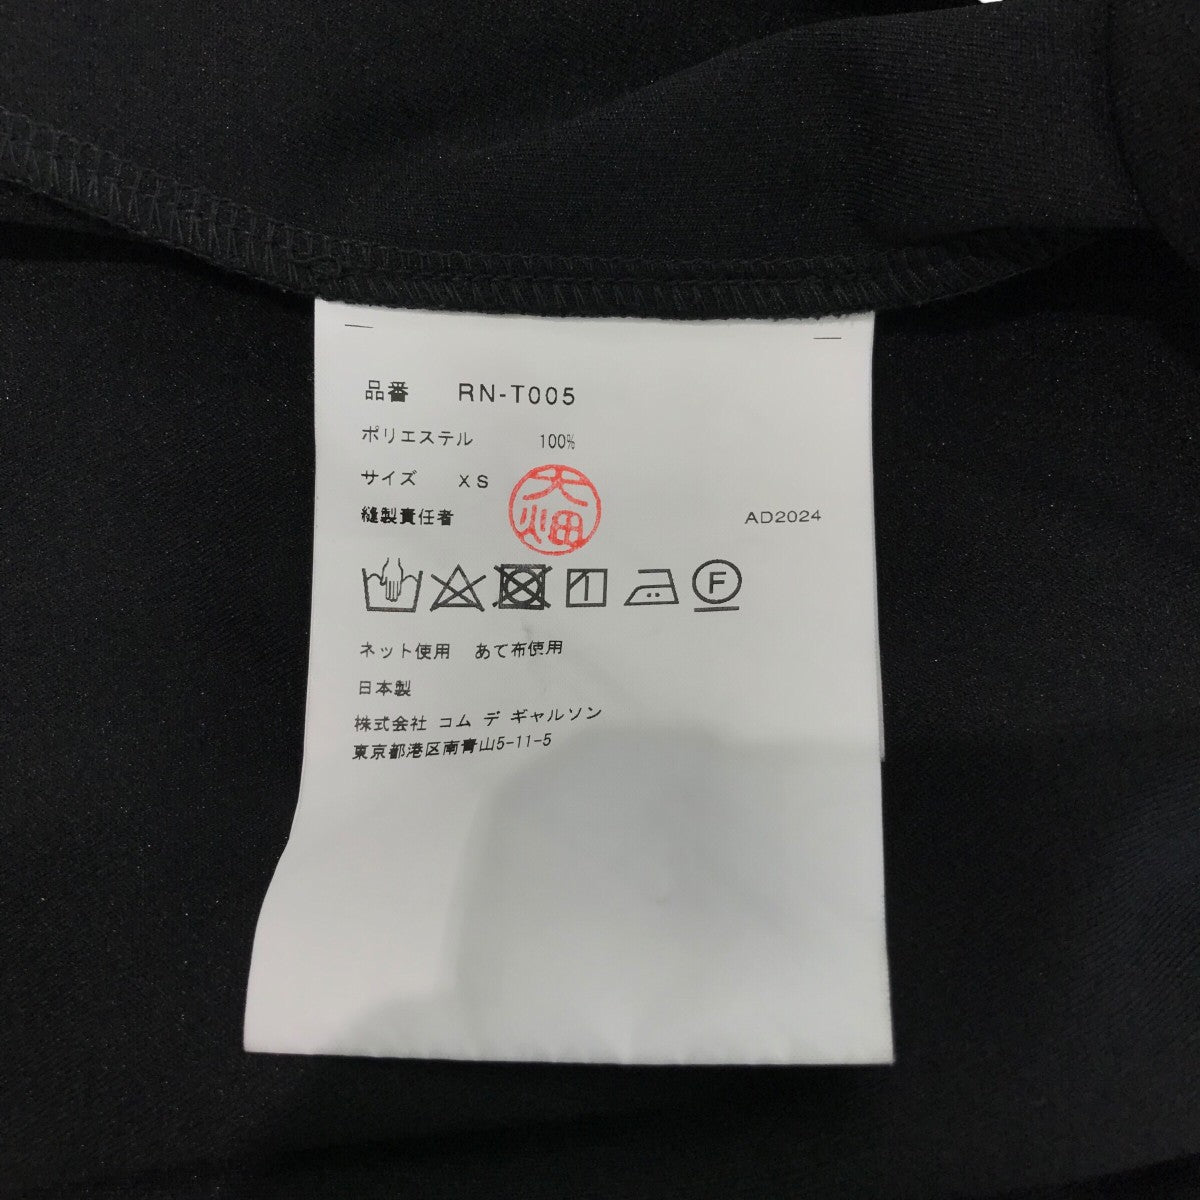 品番 RN-T005
ポリエステル 100%
サイズ XS
大畑
縫製責任者 AD2024
F
ネット使用 あて布使用
日本製
株式会社 コム デ ギャルソン
東京都港区南青山5-11-5